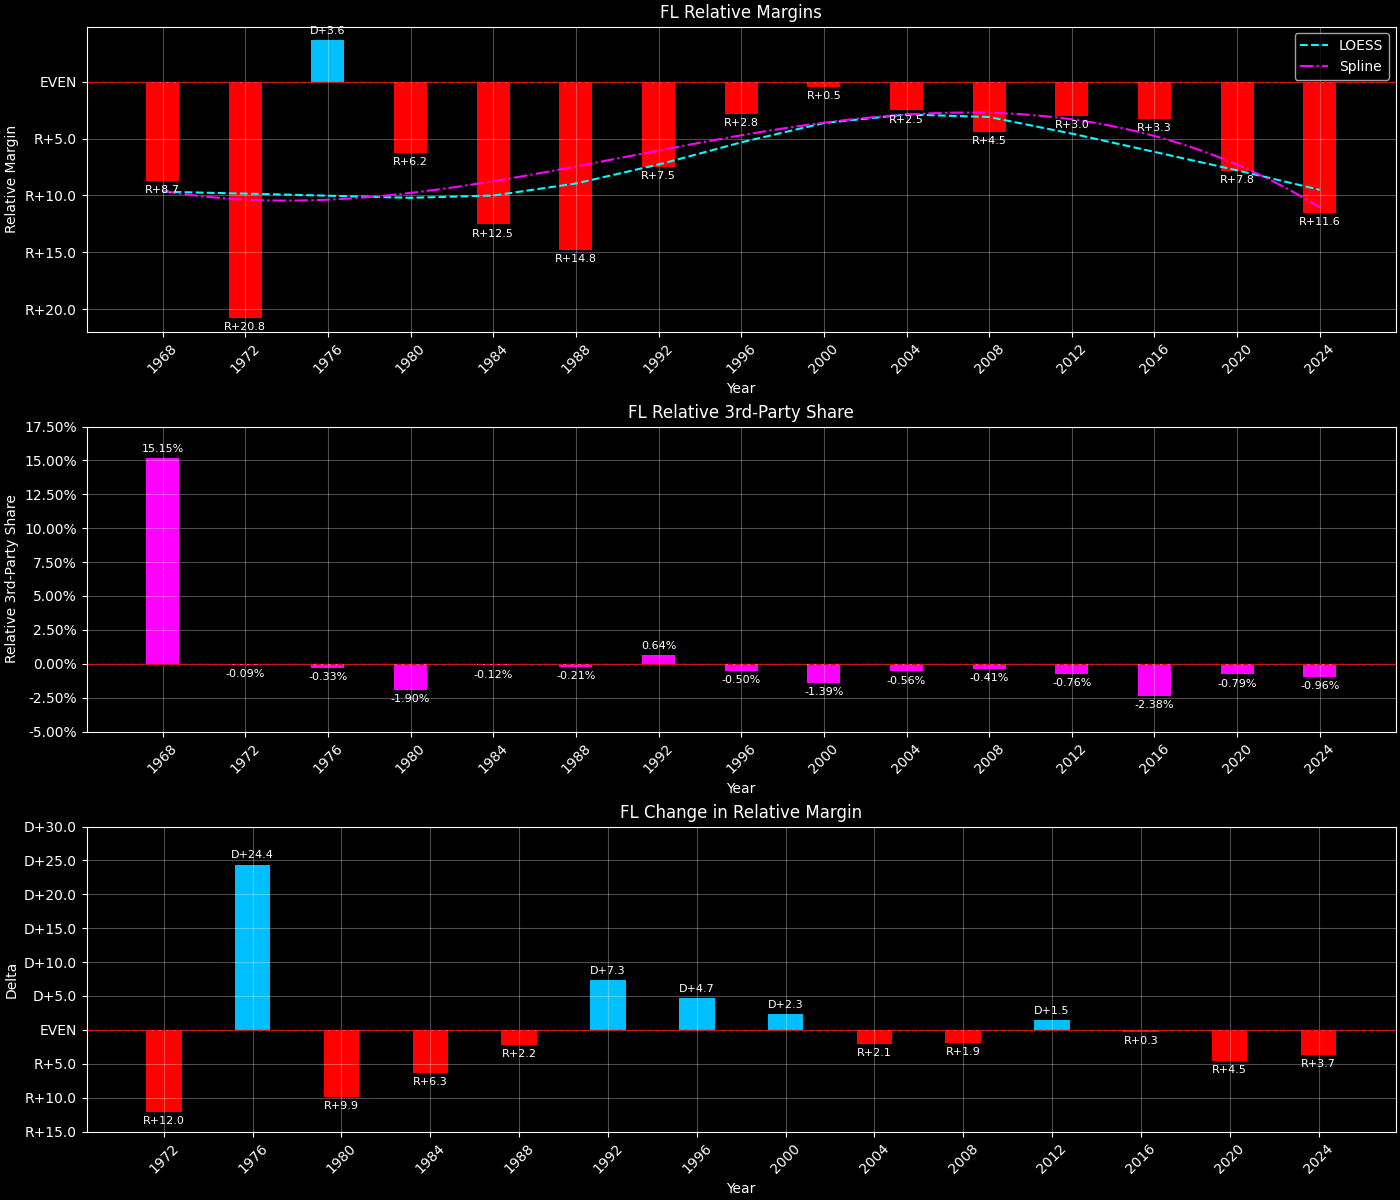 FL Relative Margins
D+3.6
LOESS
Spline
EVEN
R+5.0
R+10.0
R+15.0
R+20.0
Relative Margin
R+8.7
R+20.8
R+6.2
R+12.5
R+14.8
R+7.5
R+2.8
R+0.5
R+2.5
R+4.5
R+3.0
R+3.3
R+7.8
R+11.6
1968
1972
1976
1980
1984
1988
1992
1996
2000
2004
2008
2012
2016
2020
2024
Year
FL Relative 3rd-Party Share
17.50%
15.00%
12.50%
10.00%
7.50%
5.00%
2.50%
0.00%
-2.50%
-5.00%
Relative 3rd-Party Share
15.15%
-0.09%
-0.33%
-1.90%
-0.12%
-0.21%
0.64%
-0.50%
-1.39%
-0.56%
-0.41%
-0.76%
-2.38%
-0.79%
-0.96%
1968
1972
1976
1980
1984
1988
1992
1996
2000
2004
2008
2012
2016
2020
2024
Year
FL Change in Relative Margin
D+30.0
D+25.0
D+20.0
D+15.0
D+10.0
D+5.0
EVEN
R+5.0
R+10.0
R+15.0
Delta
R+12.0
D+24.4
R+9.9
R+6.3
R+2.2
D+7.3
D+4.7
D+2.3
R+2.1
R+1.9
D+1.5
R+0.3
R+4.5
R+3.7
1972
1976
1980
1984
1988
1992
1996
2000
2004
2008
2012
2016
2020
2024
Year